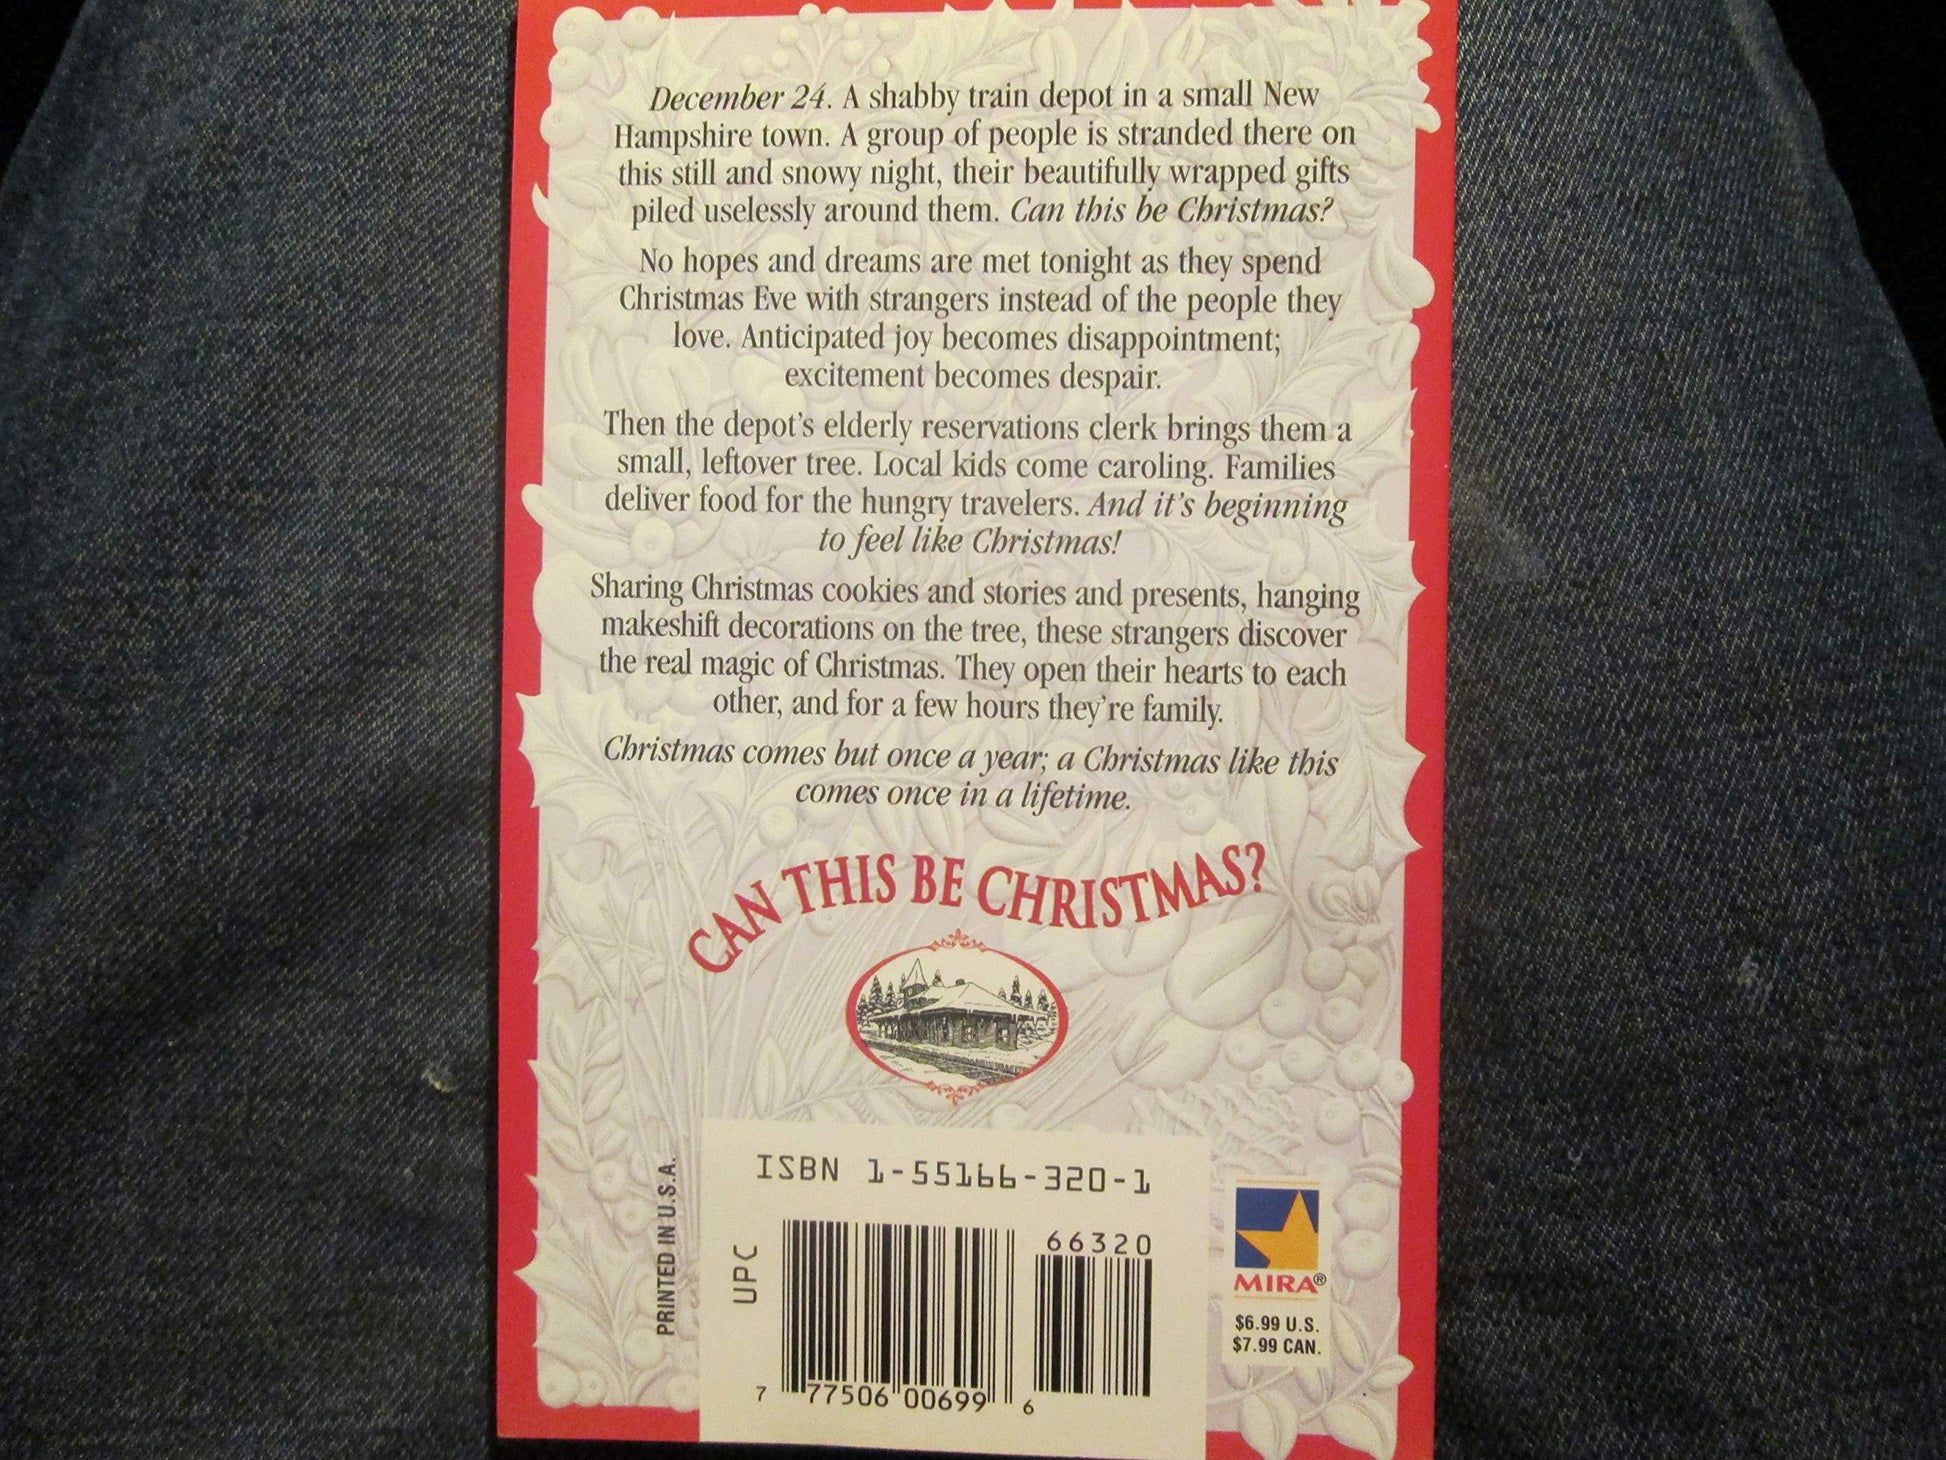 December 24. A shabby train depot in a small New
Hampshire town. A group of people is stranded there on
this still and snowy night, their beautifully wrapped gifts
piled uselessly around them. Can this be Christmas?
No hopes and dreams are met tonight as they spend
Christmas Eve with strangers instead of the people they
love. Anticipated joy becomes disappointment;
excitement becomes despair.
Then the depot's elderly reservations clerk brings them a
small, leftover tree. Local kids come caroling. Families
deliver food for the hungry travelers. And it's beginning
to feel like Christmas!
Sharing Christmas cookies and stories and presents, hanging
makeshift decorations on the tree, these strangers discover
the real magic of Christmas. They open their hearts to each
other, and for a few hours they're family.
Christmas comes but once a year; a Christmas like this
comes once in a lifetime.
CAN THIS BE CHRISTMAS?
PRINTED IN U.S.A.
ISBN 1-55166-320-1
UPC
66320
7 77506 00699 6
MIRA®
$6.99 U.S.
$7.99 CAN.